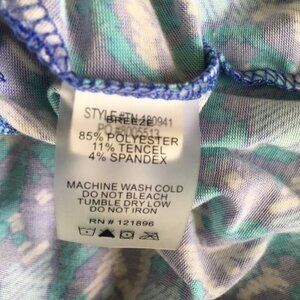 BREEZE
85% POLYESTER
11% TENCEL
4% SPANDEX
MACHINE WASH COLD
DO NOT BLEACH
TUMBLE DRY LOW
DO NOT IRON
RN # 121896